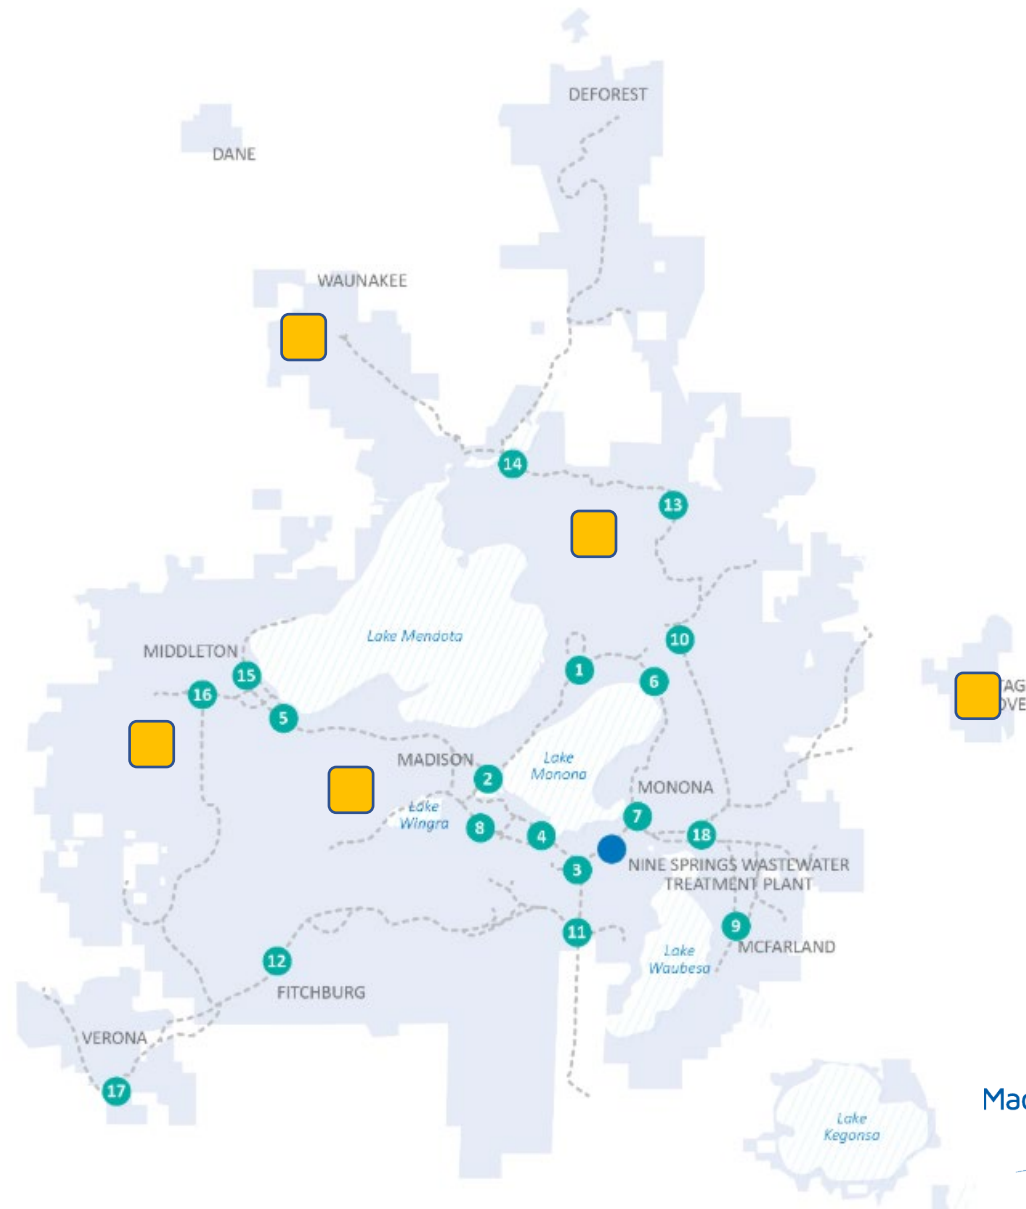 DEFOREST
DANE
WAUNAKEE
14
13
Lake Mendota
10
MIDDLETON
15
1
6
16
5
MADISON
2
Lake
Monona
MONONA
Lake
Wingra
8
4
7
18
3
NINE SPRINGS WASTEWATER
TREATMENT PLANT
11
9
MCFARLAND
Lake
Waubesa
12
FITCHBURG
VERONA
17
Lake
Kegonsa